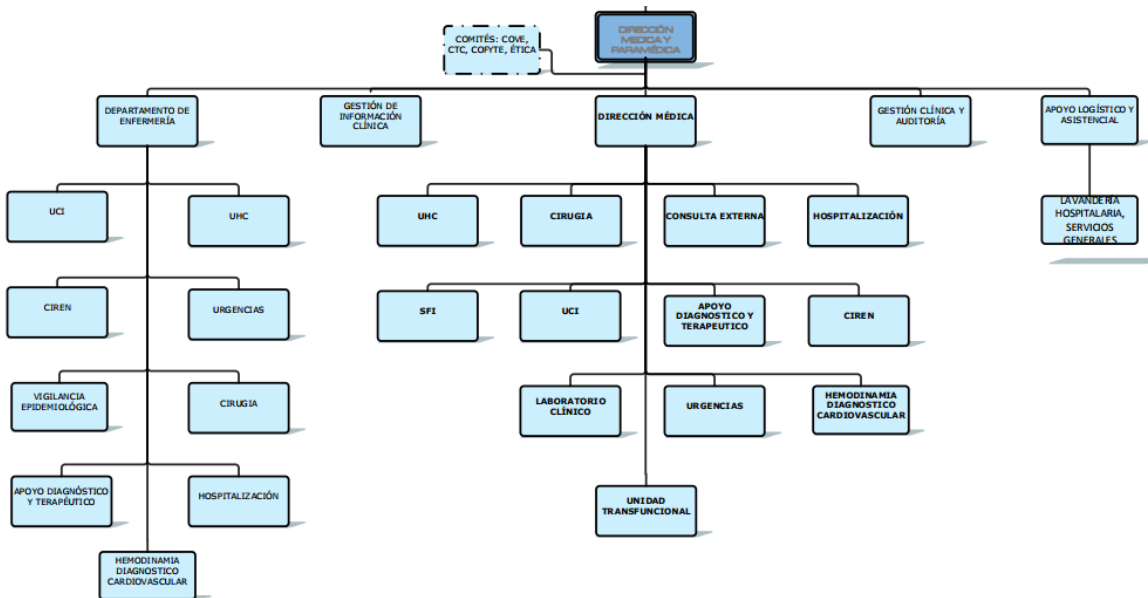 DIRECCIÓN
MEDICA Y
PARAMÉDICA
COMITÉS: COVE,
CTC, COFYTE, ÉTICA
DEPARTAMENTO DE
ENFERMERÍA
GESTIÓN DE
INFORMACIÓN
CLÍNICA
DIRECCIÓN MÉDICA
GESTIÓN CLÍNICA Y
AUDITORÍA
APOYO LOGÍSTICO Y
ASISTENCIAL
UCI
UHC
UHC
CIRUGIA
CONSULTA EXTERNA
HOSPITALIZACIÓN
LAVANDERÍA
HOSPITALARIA,
SERVICIOS
GENERALES
CIREN
URGENCIAS
SFI
UCI
APOYO
DIAGNOSTICO Y
TERAPEUTICO
CIREN
VIGILANCIA
EPIDEMIOLÓGICA
CIRUGIA
LABORATORIO
CLÍNICO
URGENCIAS
HEMODINAMIA
DIAGNOSTICO
CARDIOVASCULAR
APOYO DIAGNÓSTICO
Y TERAPÉUTICO
HOSPITALIZACIÓN
UNIDAD
TRANSFUNCIONAL
HEMODINAMIA
DIAGNOSTICO
CARDIOVASCULAR